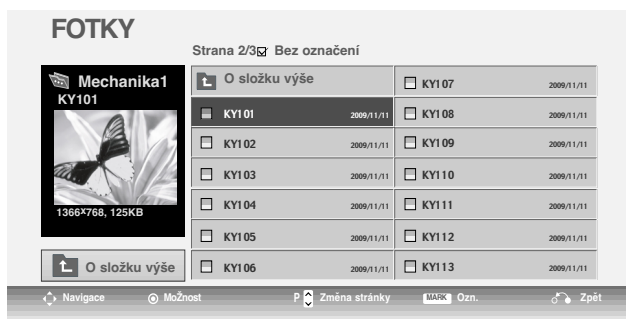 FOTKY
Strana 2/3 Bez označení
Mechanika1
KY101
1366x768, 125KB
O složku výše
O složku výše
KY101 2009/11/11
KY102 2009/11/11
KY103 2009/11/11
KY104 2009/11/11
KY105 2009/11/11
KY106 2009/11/11
KY107 2009/11/11
KY108 2009/11/11
KY109 2009/11/11
KY110 2009/11/11
KY111 2009/11/11
KY112 2009/11/11
KY113 2009/11/11
Navigace MoŽnost P Změna stránky MARK Ozn. Zpět